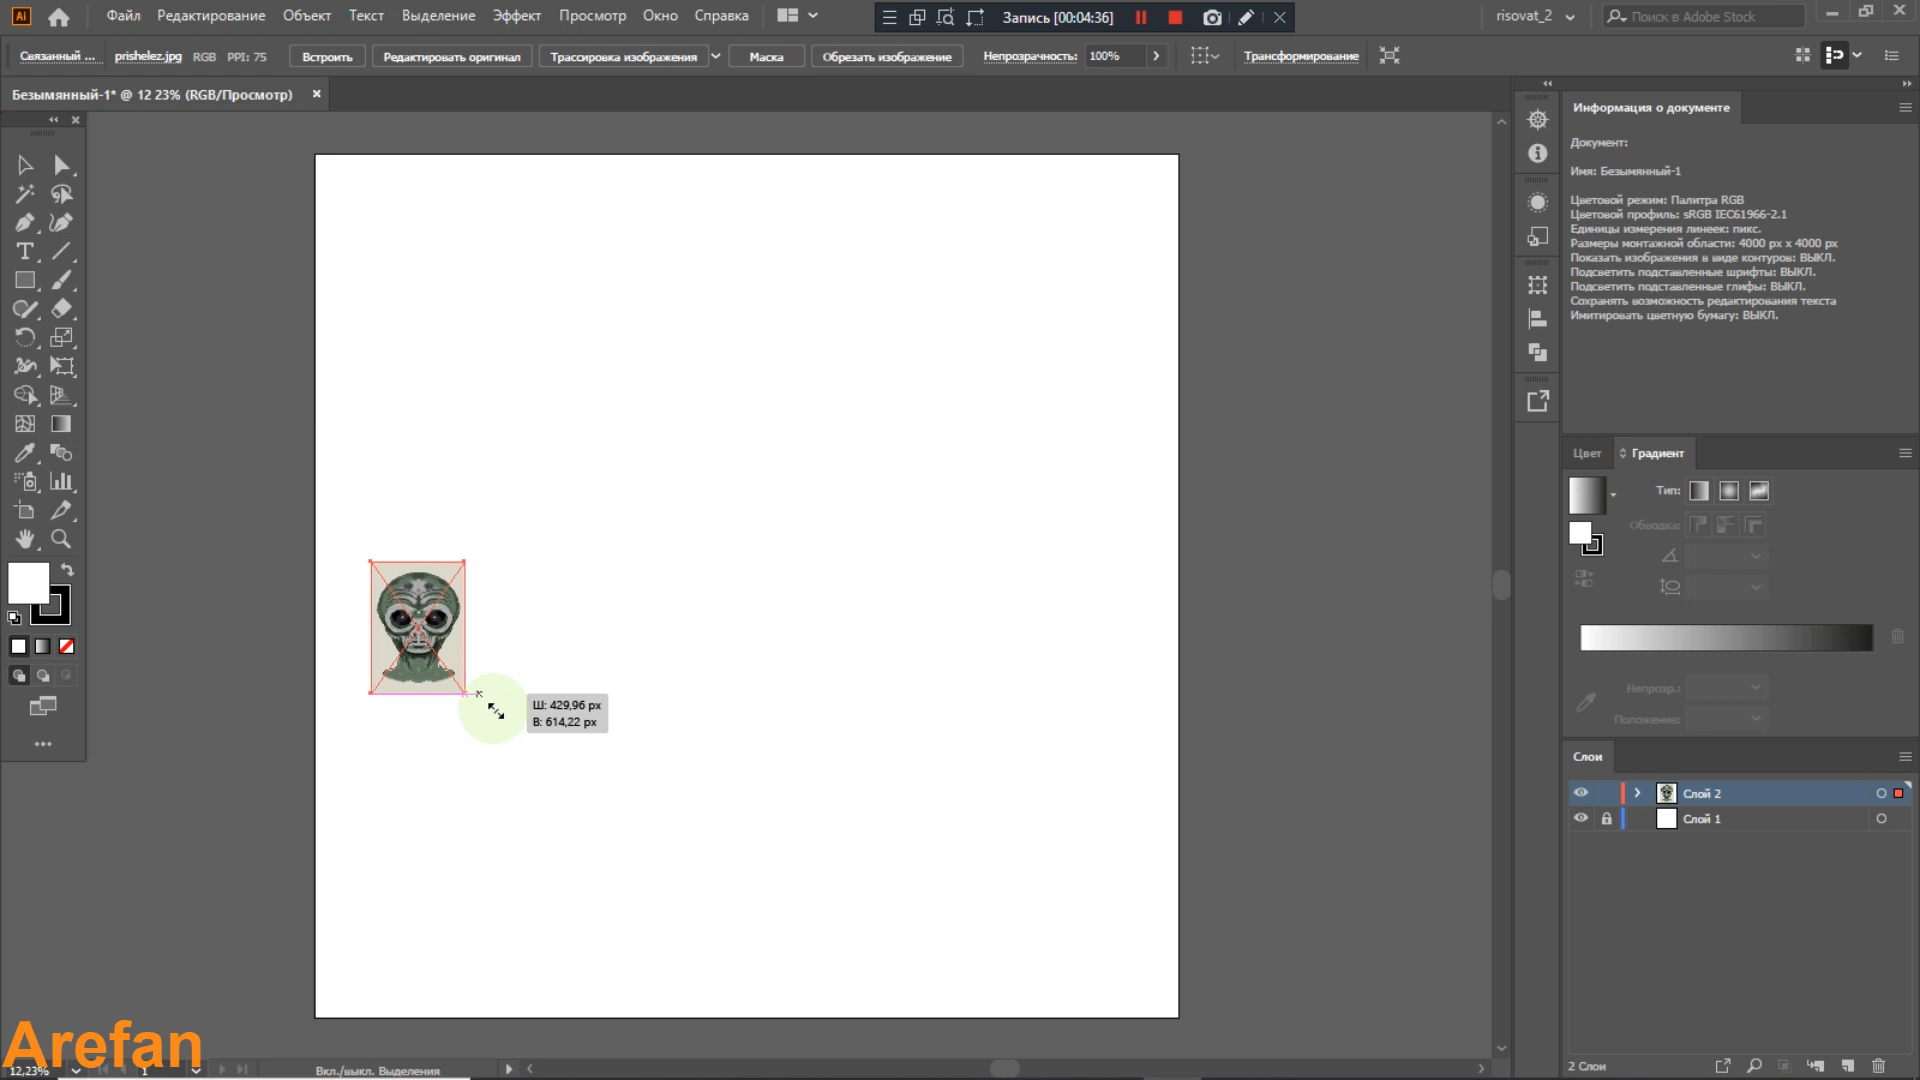 Ai
Файл
Редактирование
Объект
Текст
Выделение
Эффект
Просмотр
Окно
Справка
Запись [00:04:36]
risovat_2
Поиск в Adobe Stock
Связанный ...
prishelez.jpg
RGB
PPI: 75
Встроить
Редактировать оригинал
Трассировка изображения
Маска
Обрезать изображение
Непрозрачность:
100%
Трансформирование
Безымянный-1* @ 12 23% (RGB/Просмотр)
Информация о документе
Документ:
Имя: Безымянный-1
Цветовой режим: Палитра RGB
Цветовой профиль: sRGB IEC61966-2.1
Единицы измерения линеек: пикс.
Размеры монтажной области: 4000 px x 4000 px
Показать изображения в виде контуров: ВЫКЛ.
Подсветить подставленные шрифты: ВЫКЛ.
Подсветить подставленные глифы: ВЫКЛ.
Сохранять возможность редактирования текста
Имитировать цветную бумагу: ВЫКЛ.
Цвет
Градиент
Тип:
Обводка:
Непрозр.:
Положение:
Ш: 429,96 px
В: 614,22 px
Слои
Слой 2
Слой 1
2 Слои
Arefan
12,23%
1
Вкл./выкл. Выделения